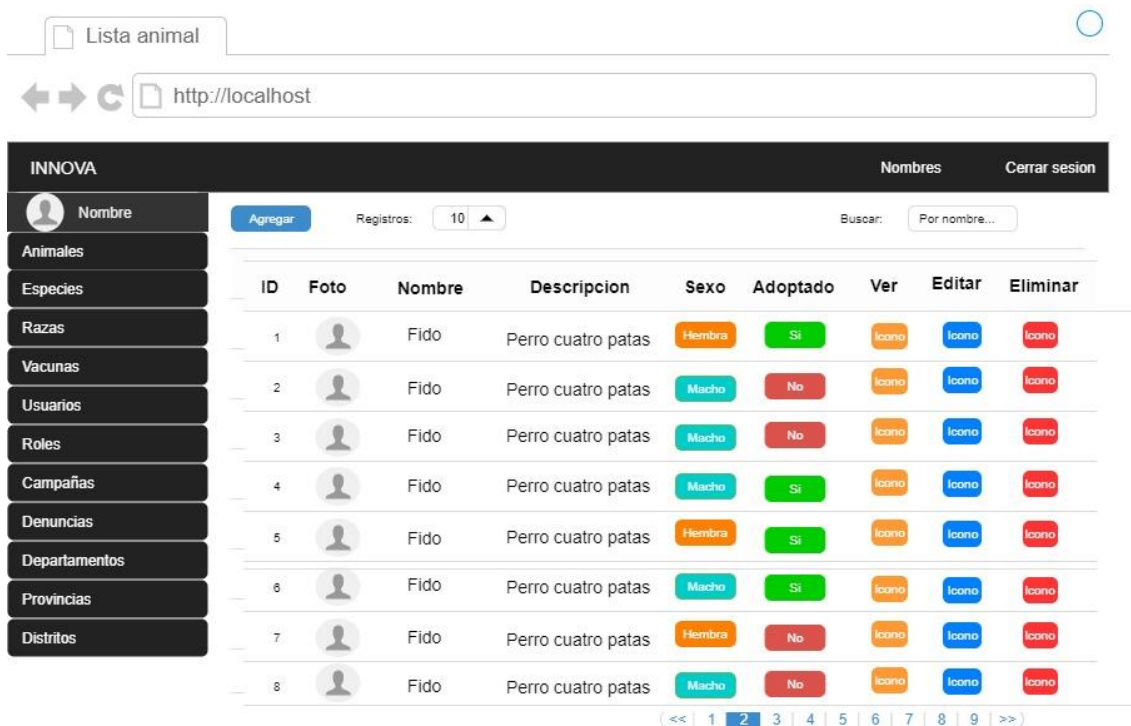 Lista animal
http://localhost
INNOVA Nombres Cerrar sesion
Nombre
Agregar Registros: 10 Buscar: Por nombre...
Animales
Especies
Razas
Vacunas
Usuarios
Roles
Campañas
Denuncias
Departamentos
Provincias
Distritos
ID Foto Nombre Descripcion Sexo Adoptado Ver Editar Eliminar
1 Fido Perro cuatro patas Hembra Si Icono Icono Icono
2 Fido Perro cuatro patas Macho No Icono Icono Icono
3 Fido Perro cuatro patas Macho No Icono Icono Icono
4 Fido Perro cuatro patas Macho Si Icono Icono Icono
5 Fido Perro cuatro patas Hembra Si Icono Icono Icono
6 Fido Perro cuatro patas Macho Si Icono Icono Icono
7 Fido Perro cuatro patas Hembra No Icono Icono Icono
8 Fido Perro cuatro patas Macho No Icono Icono Icono
<< 1 2 3 4 5 6 7 8 9 >>